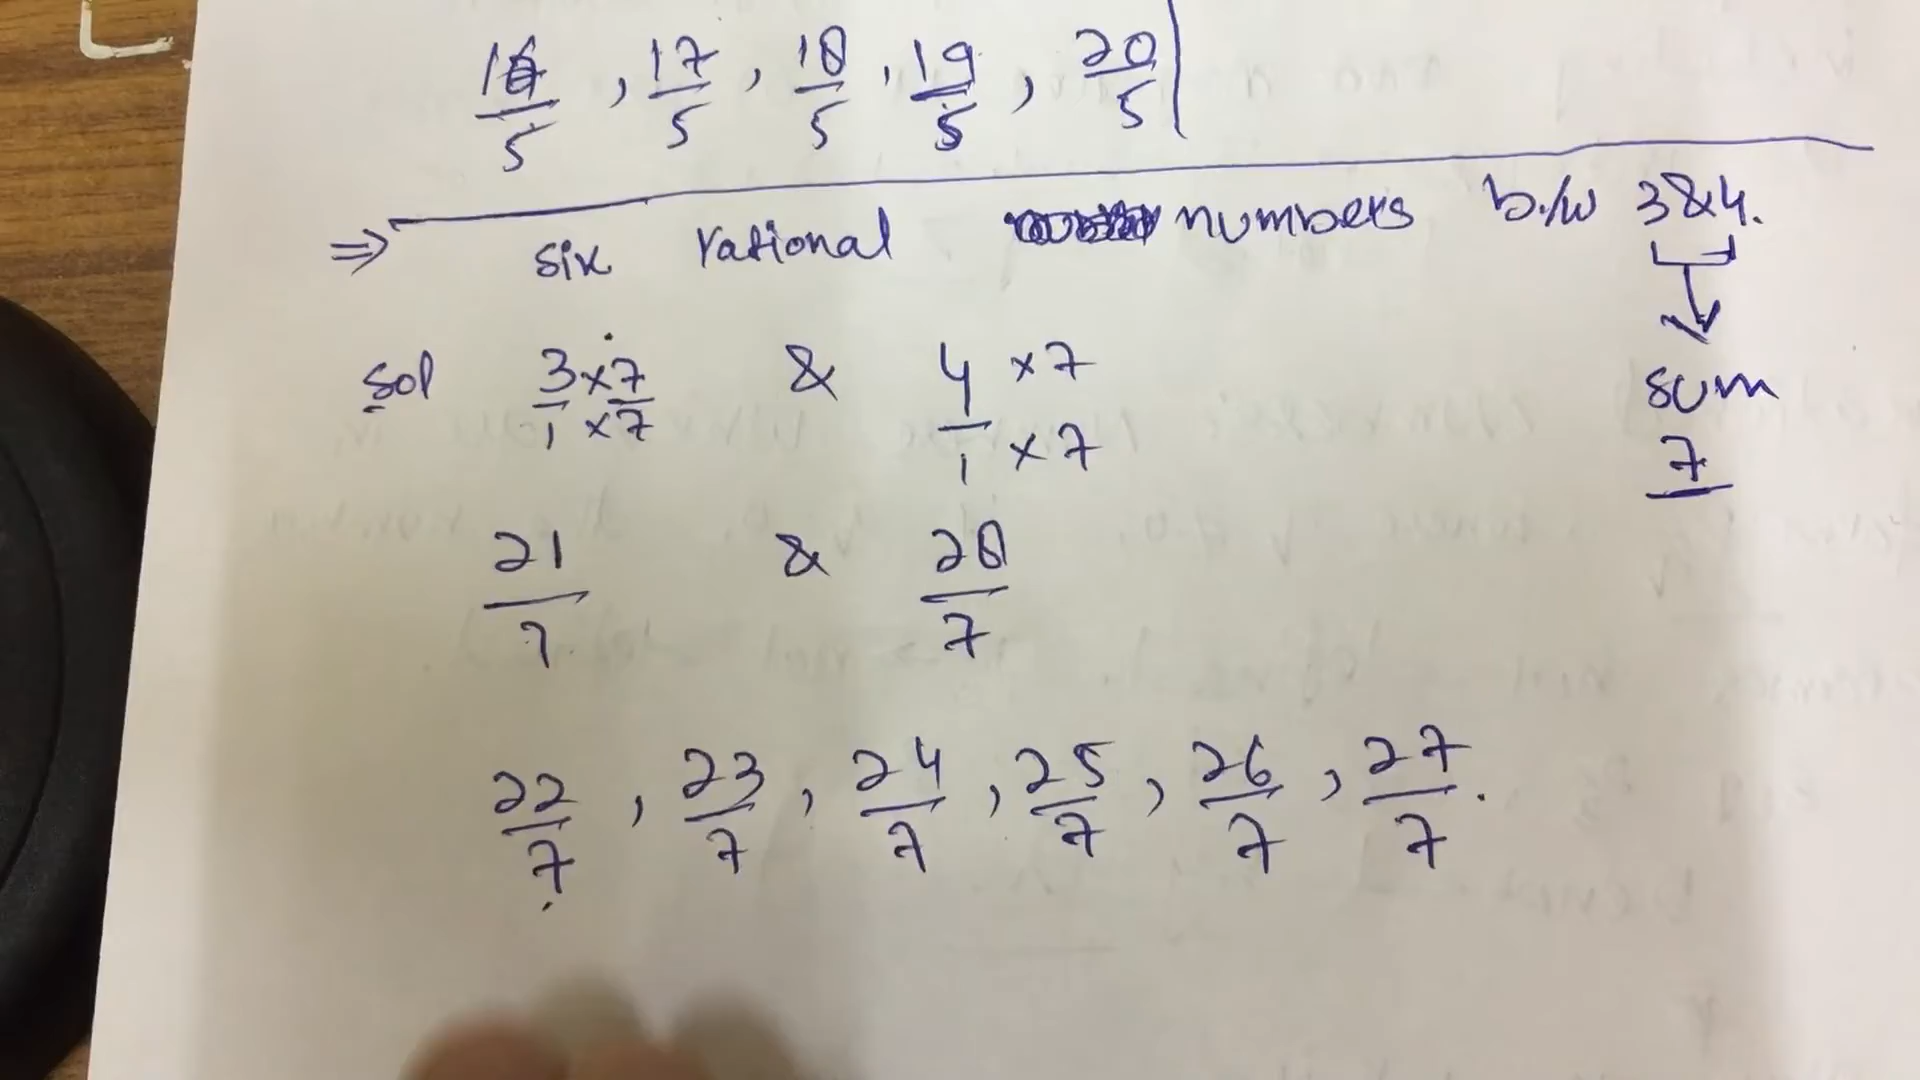 16/5 , 17/5 , 18/5 , 19/5 , 20/5
⇒ six rational numbers b/w 3 & 4.
sum
7
sol 3/1 ×7/×7 & 4/1 ×7/×7
21/7 & 28/7
22/7 , 23/7 , 24/7 , 25/7 , 26/7 , 27/7 .